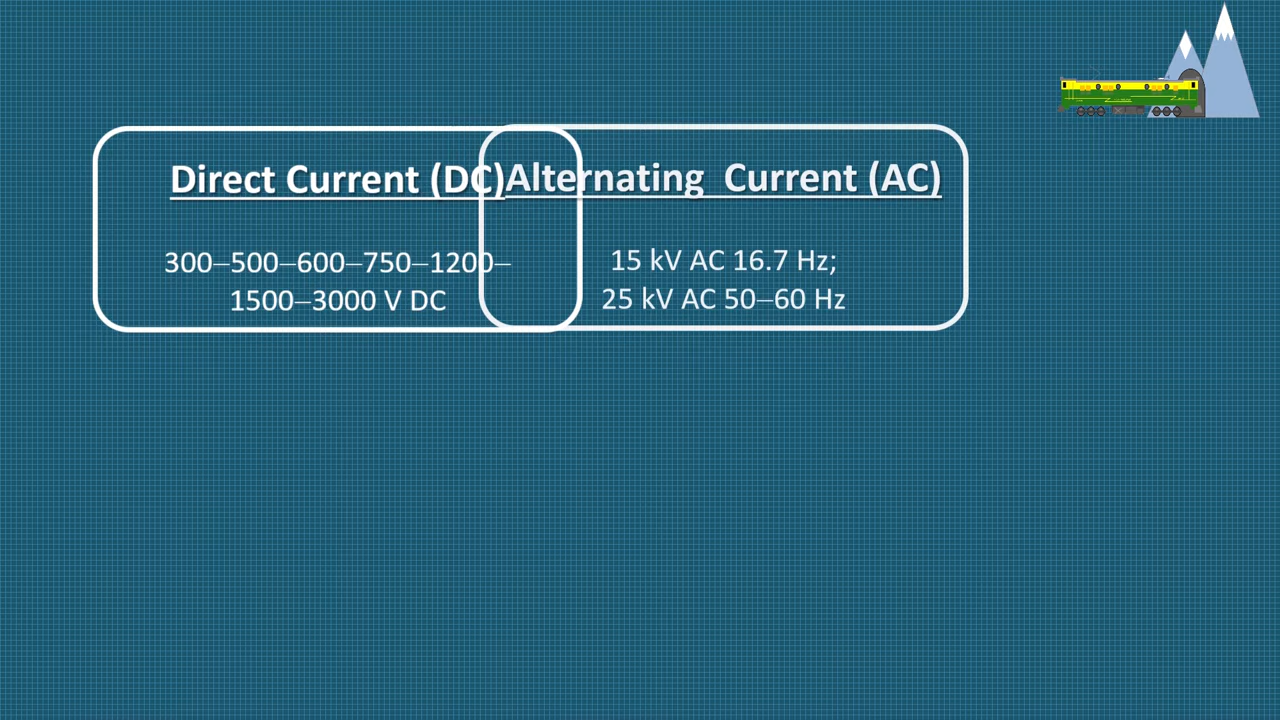 Direct Current (DC)
300–500–600–750–1200–
1500–3000 V DC
Alternating  Current (AC)
15 kV AC 16.7 Hz;
25 kV AC 50–60 Hz